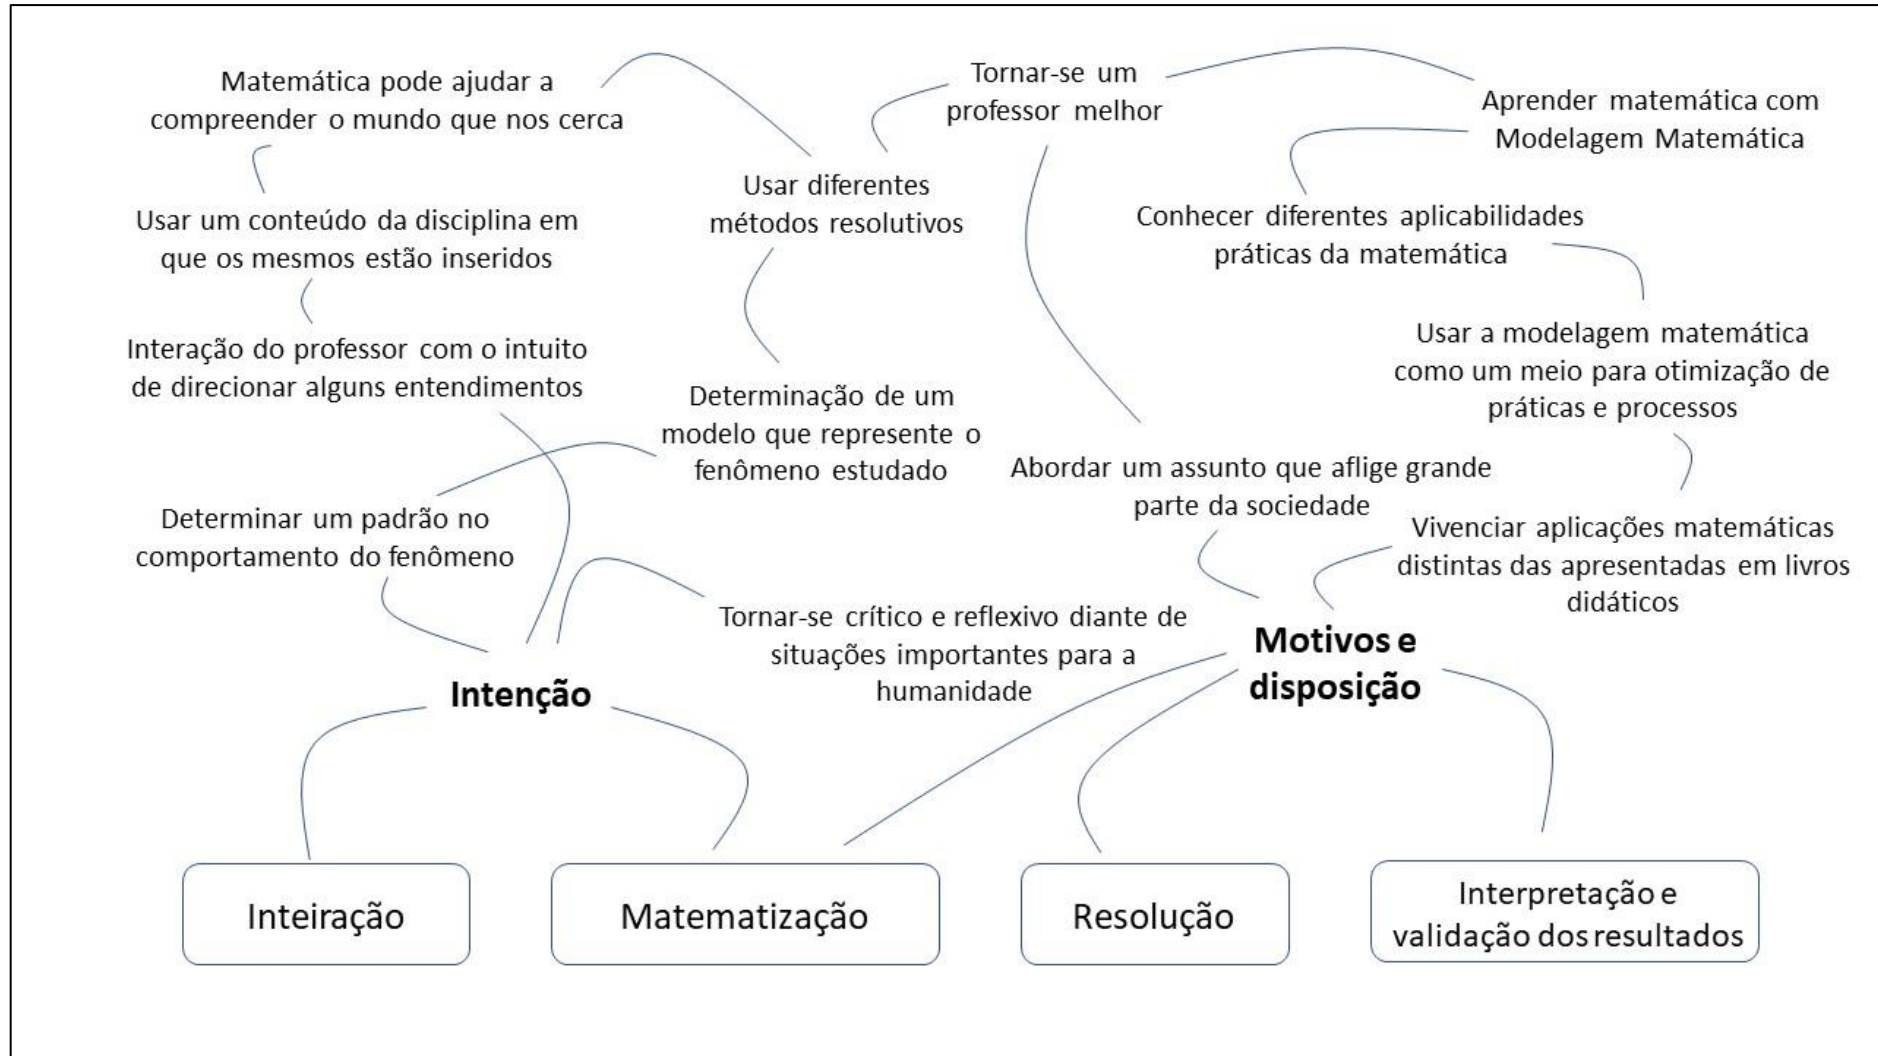 Matemática pode ajudar a
compreender o mundo que nos cerca
Tornar-se um
professor melhor
Aprender matemática com
Modelagem Matemática
Usar diferentes
métodos resolutivos
Usar um conteúdo da disciplina em
que os mesmos estão inseridos
Conhecer diferentes aplicabilidades
práticas da matemática
Interação do professor com o intuito
de direcionar alguns entendimentos
Usar a modelagem matemática
como um meio para otimização de
práticas e processos
Determinação de um
modelo que represente o
fenômeno estudado
Abordar um assunto que aflige grande
parte da sociedade
Determinar um padrão no
comportamento do fenômeno
Vivenciar aplicações matemáticas
distintas das apresentadas em livros
didáticos
Tornar-se crítico e reflexivo diante de
situações importantes para a
humanidade
Motivos e
disposição
Intenção
Inteiração
Matematização
Resolução
Interpretação e
validação dos resultados